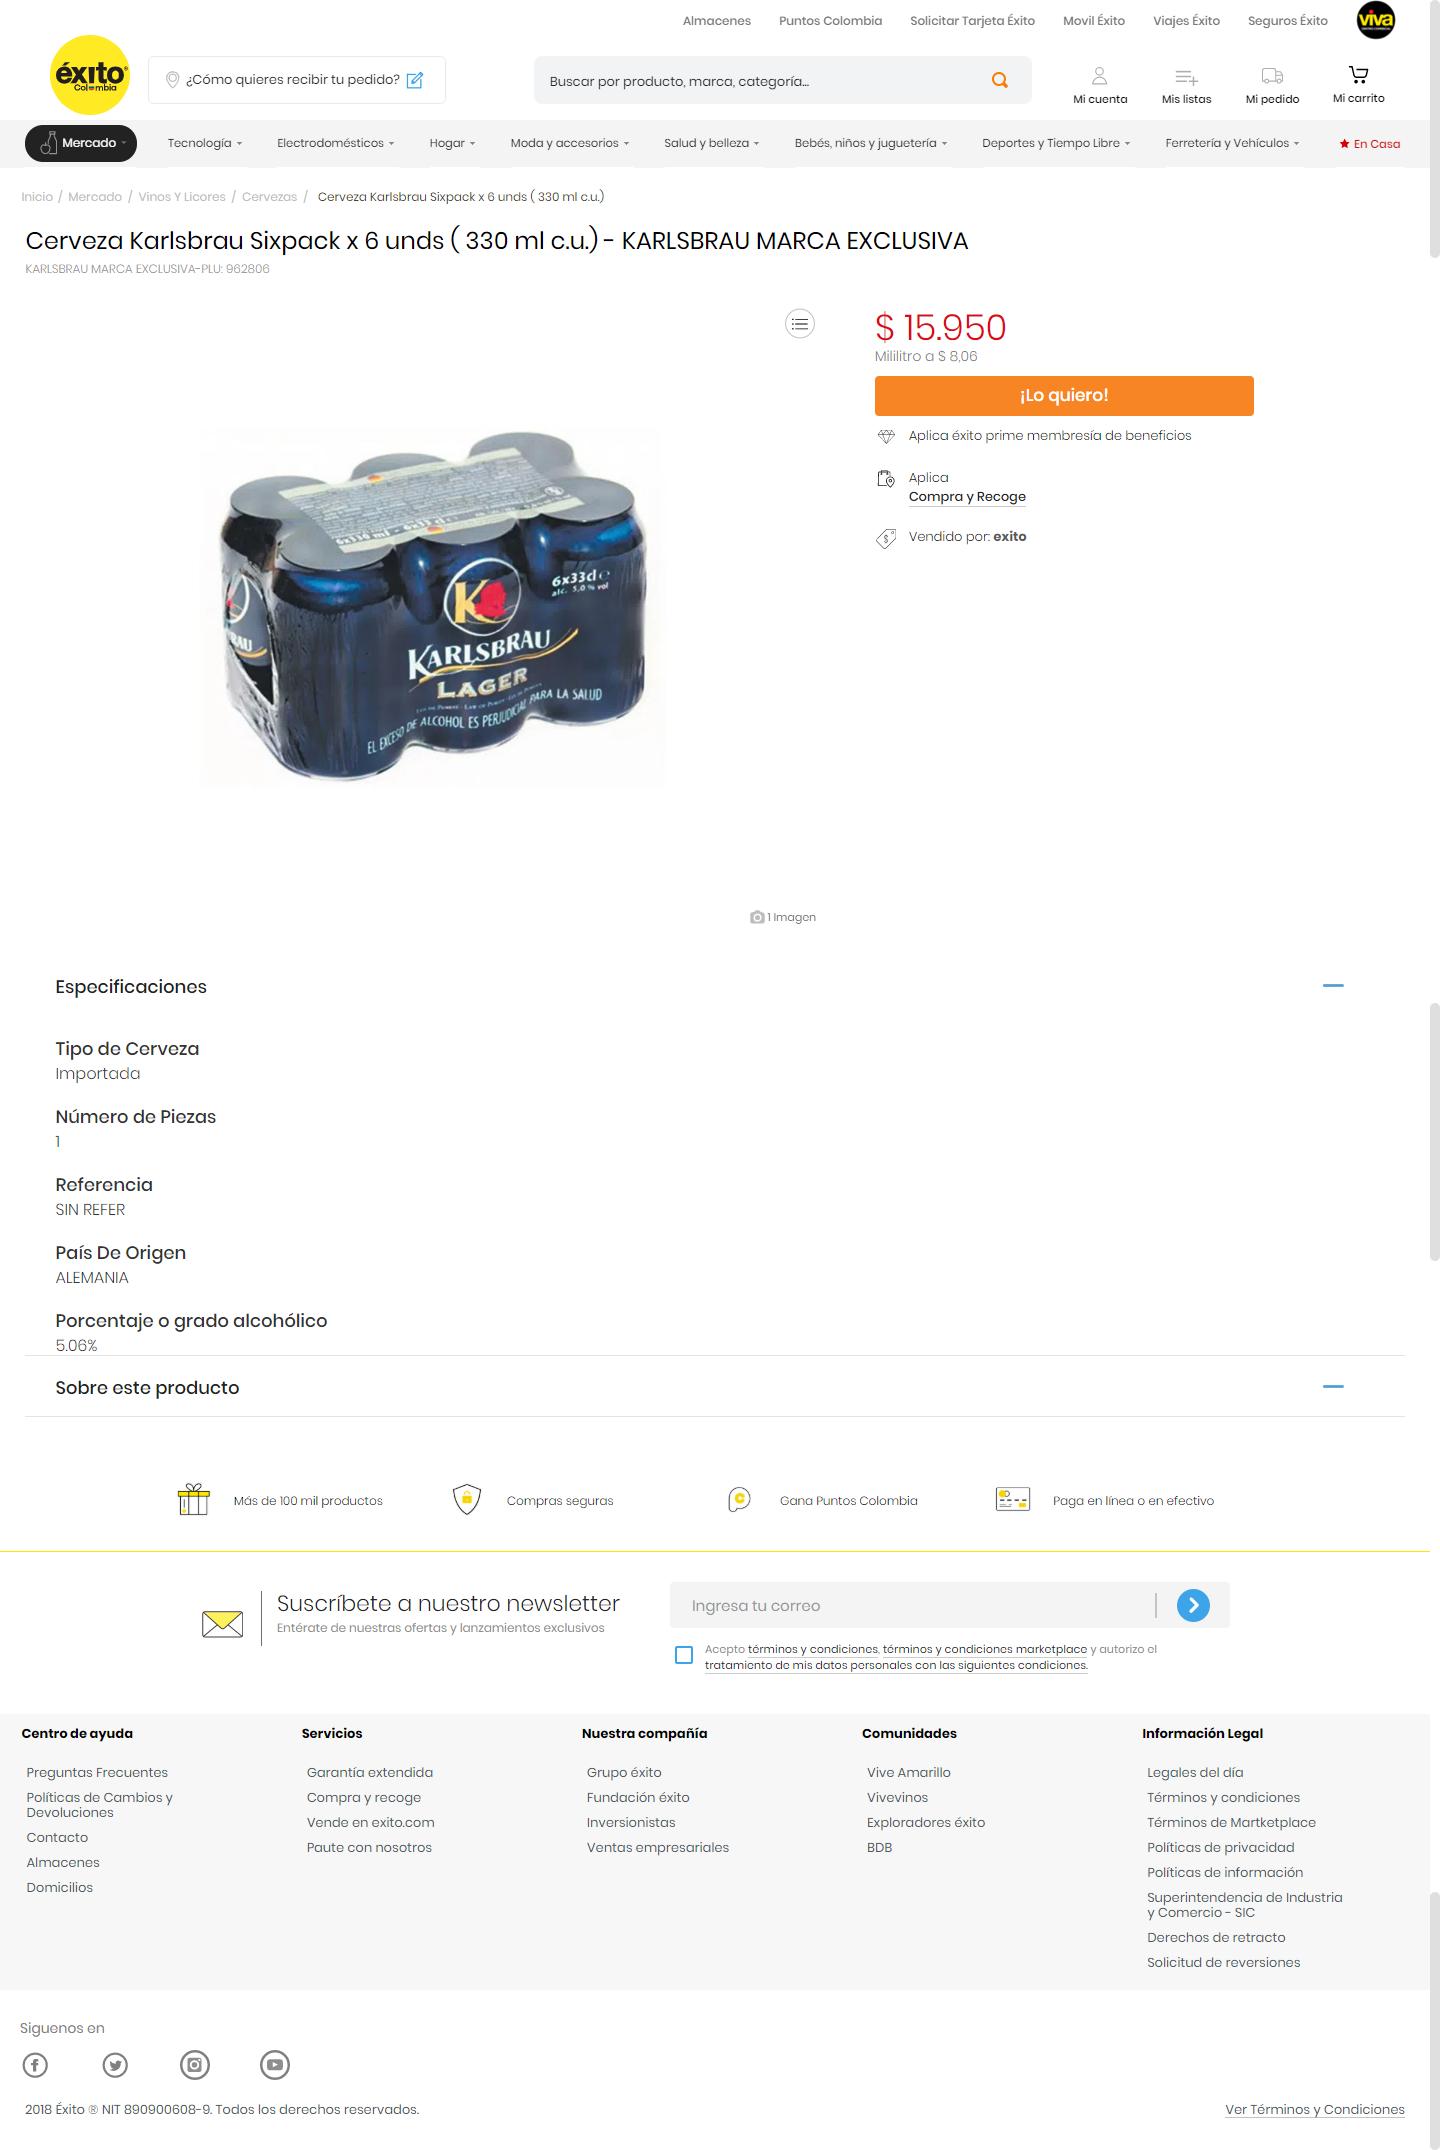 Almacenes Puntos Colombia Solicitar Tarjeta Éxito Movil Éxito Viajes Éxito Seguros Éxito viva
éxito
Colombia
¿Cómo quieres recibir tu pedido?
Buscar por producto, marca, categoría...
Mi cuenta Mis listas Mi pedido Mi carrito
Mercado Tecnología Electrodomésticos Hogar Moda y accesorios Salud y belleza Bebés, niños y juguetería Deportes y Tiempo Libre Ferretería y Vehículos En Casa
Inicio / Mercado / Vinos Y Licores / Cervezas / Cerveza Karlsbrau Sixpack x 6 unds ( 330 ml c.u.)
Cerveza Karlsbrau Sixpack x 6 unds ( 330 ml c.u.) - KARLSBRAU MARCA EXCLUSIVA
KARLSBRAU MARCA EXCLUSIVA-PLU: 962806
$ 15.950
Mililitro a $ 8,06
¡Lo quiero!
Aplica éxito prime membresía de beneficios
Aplica
Compra y Recoge
Vendido por: exito
6x33cl e
alc. 5,0 % vol
K
KARLSBRAU
LAGER
EL EXCESO DE ALCOHOL ES PERJUDICIAL PARA LA SALUD
1 Imagen
Especificaciones
Tipo de Cerveza
Importada
Número de Piezas
1
Referencia
SIN REFER
País De Origen
ALEMANIA
Porcentaje o grado alcohólico
5.06%
Sobre este producto
Más de 100 mil productos Compras seguras Gana Puntos Colombia Paga en línea o en efectivo
Suscríbete a nuestro newsletter
Entérate de nuestras ofertas y lanzamientos exclusivos
Ingresa tu correo
Acepto términos y condiciones, términos y condiciones marketplace y autorizo el
tratamiento de mis datos personales con las siguientes condiciones.
Centro de ayuda
Preguntas Frecuentes
Políticas de Cambios y
Devoluciones
Contacto
Almacenes
Domicilios
Servicios
Garantía extendida
Compra y recoge
Vende en exito.com
Paute con nosotros
Nuestra compañía
Grupo éxito
Fundación éxito
Inversionistas
Ventas empresariales
Comunidades
Vive Amarillo
Vivevinos
Exploradores éxito
BDB
Información Legal
Legales del día
Términos y condiciones
Términos de Martketplace
Políticas de privacidad
Políticas de información
Superintendencia de Industria
y Comercio - SIC
Derechos de retracto
Solicitud de reversiones
Siguenos en
2018 Éxito ® NIT 890900608-9. Todos los derechos reservados.
Ver Términos y Condiciones